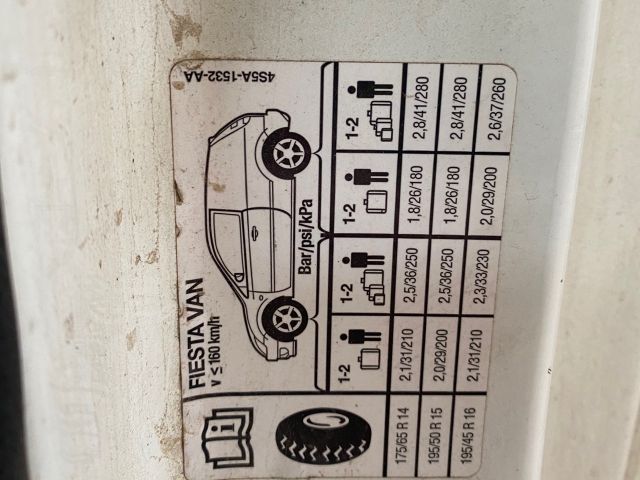 FIESTA VAN
V ≤ 160 km/h
4S5A-1532-AA
Bar/psi/kPa
1-2 1-2 1-2 1-2
175/65 R 14 2,1/31/210 2,5/36/250 1,8/26/180 2,8/41/280
195/50 R 15 2,0/29/200 2,5/36/250 1,8/26/180 2,8/41/280
195/45 R 16 2,1/31/210 2,3/33/230 2,0/29/200 2,6/37/260